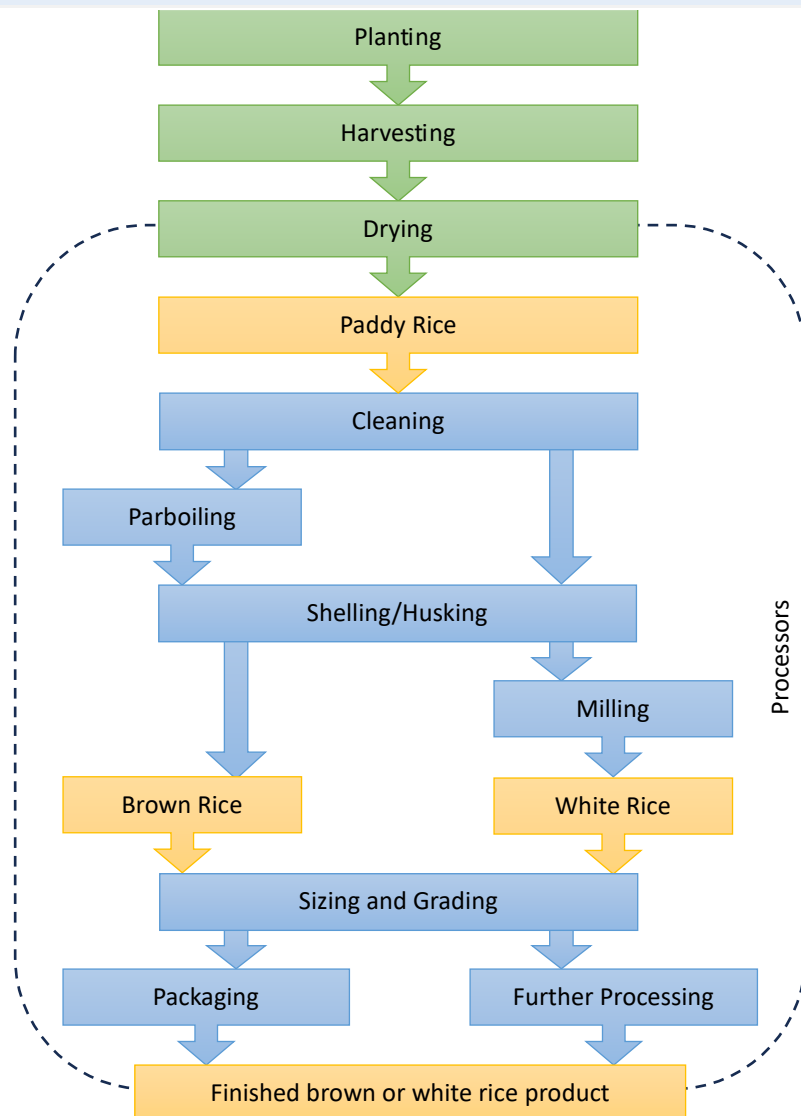 Planting
Harvesting
Drying
Paddy Rice
Cleaning
Parboiling
Shelling/Husking
Processors
Milling
Brown Rice
White Rice
Sizing and Grading
Packaging
Further Processing
Finished brown or white rice product